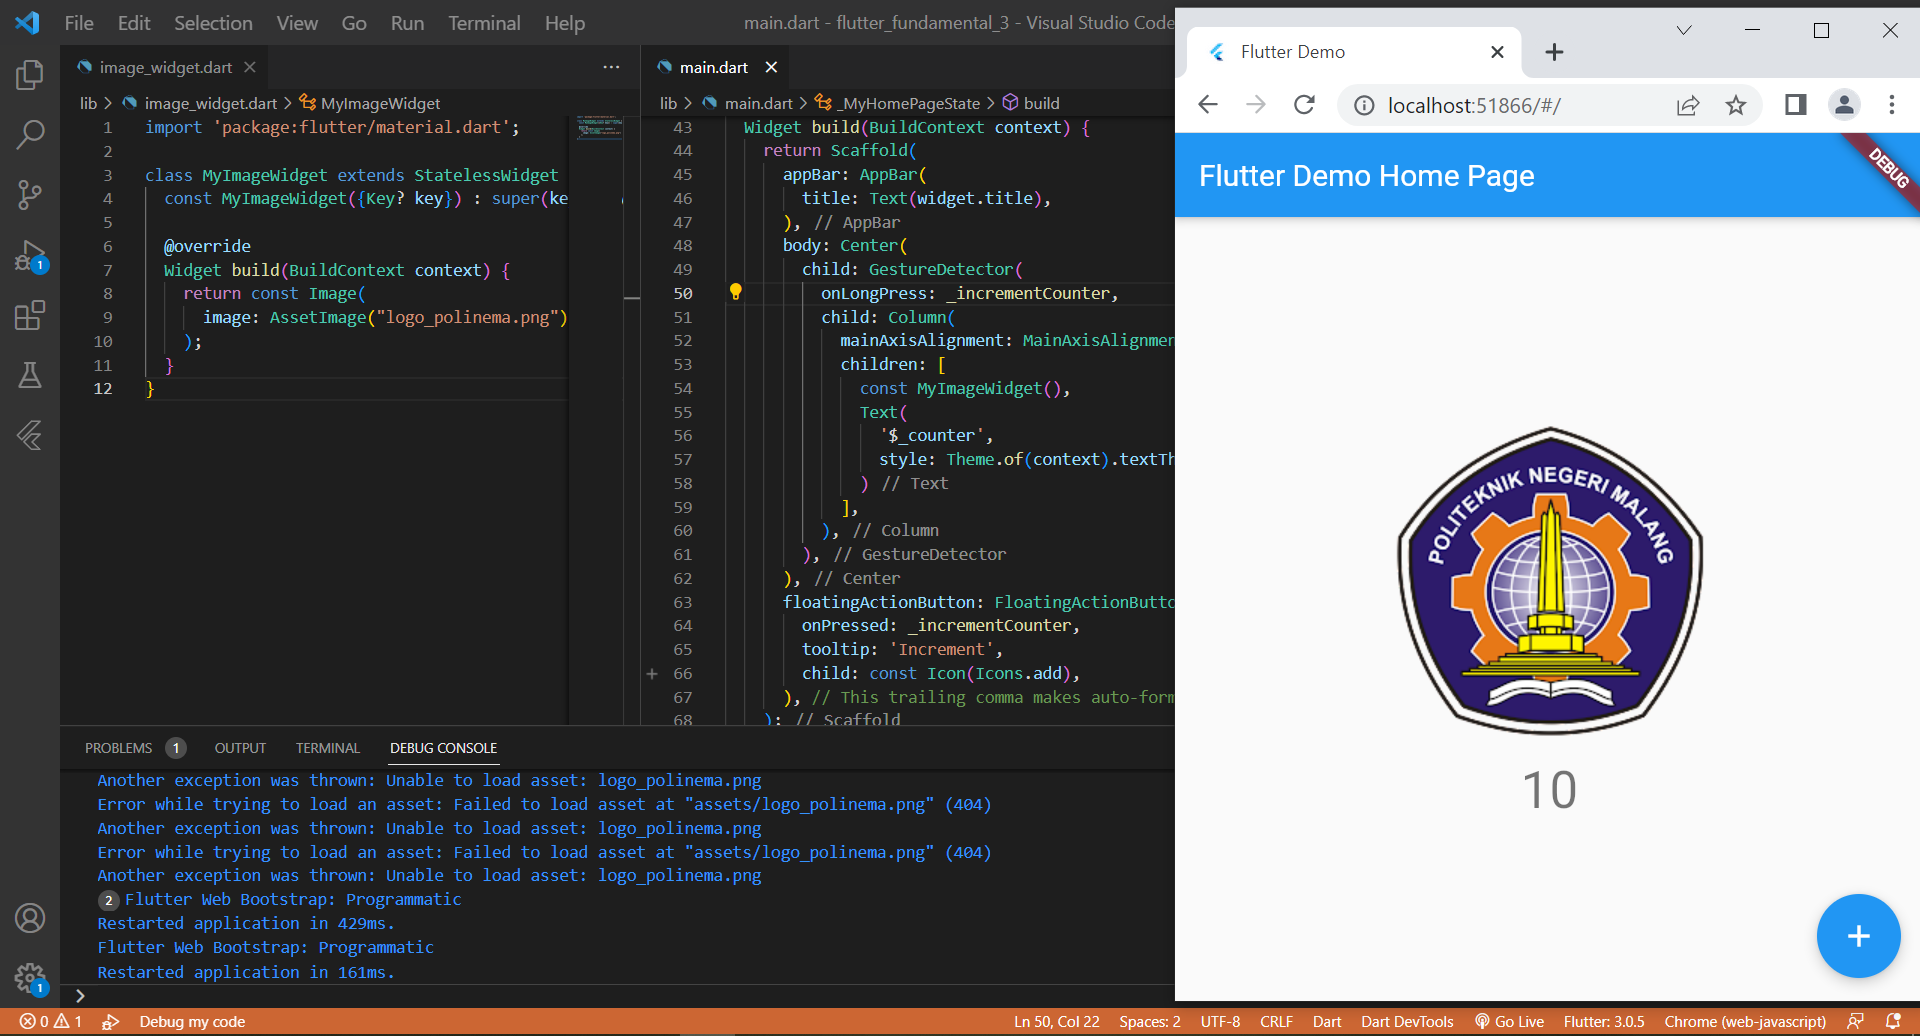 File Edit Selection View Go Run Terminal Help
main.dart - flutter_fundamental_3 - Visual Studio Code
image_widget.dart
lib > image_widget.dart > MyImageWidget
1 import 'package:flutter/material.dart';
2
3 class MyImageWidget extends StatelessWidget
4 const MyImageWidget({Key? key}) : super(ke
5
6 @override
7 Widget build(BuildContext context) {
8 return const Image(
9 image: AssetImage("logo_polinema.png")
10 );
11 }
12 }
main.dart
lib > main.dart > _MyHomePageState > build
43 Widget build(BuildContext context) {
44 return Scaffold(
45 appBar: AppBar(
46 title: Text(widget.title),
47 ), // AppBar
48 body: Center(
49 child: GestureDetector(
50 onLongPress: _incrementCounter,
51 child: Column(
52 mainAxisAlignment: MainAxisAlignmen
53 children: [
54 const MyImageWidget(),
55 Text(
56 '$_counter',
57 style: Theme.of(context).textTh
58 ) // Text
59 ],
60 ), // Column
61 ), // GestureDetector
62 ), // Center
63 floatingActionButton: FloatingActionButto
64 onPressed: _incrementCounter,
65 tooltip: 'Increment',
66 child: const Icon(Icons.add),
67 ), // This trailing comma makes auto-form
68 ); // Scaffold
PROBLEMS 1 OUTPUT TERMINAL DEBUG CONSOLE
Another exception was thrown: Unable to load asset: logo_polinema.png
Error while trying to load an asset: Failed to load asset at "assets/logo_polinema.png" (404)
Another exception was thrown: Unable to load asset: logo_polinema.png
Error while trying to load an asset: Failed to load asset at "assets/logo_polinema.png" (404)
Another exception was thrown: Unable to load asset: logo_polinema.png
2 Flutter Web Bootstrap: Programmatic
Restarted application in 429ms.
Flutter Web Bootstrap: Programmatic
Restarted application in 161ms.
1
1
Flutter Demo
localhost:51866/#/
Flutter Demo Home Page
DEBUG
POLITEKNIK NEGERI MALANG
10
0 1 Debug my code
Ln 50, Col 22 Spaces: 2 UTF-8 CRLF Dart Dart DevTools Go Live Flutter: 3.0.5 Chrome (web-javascript)